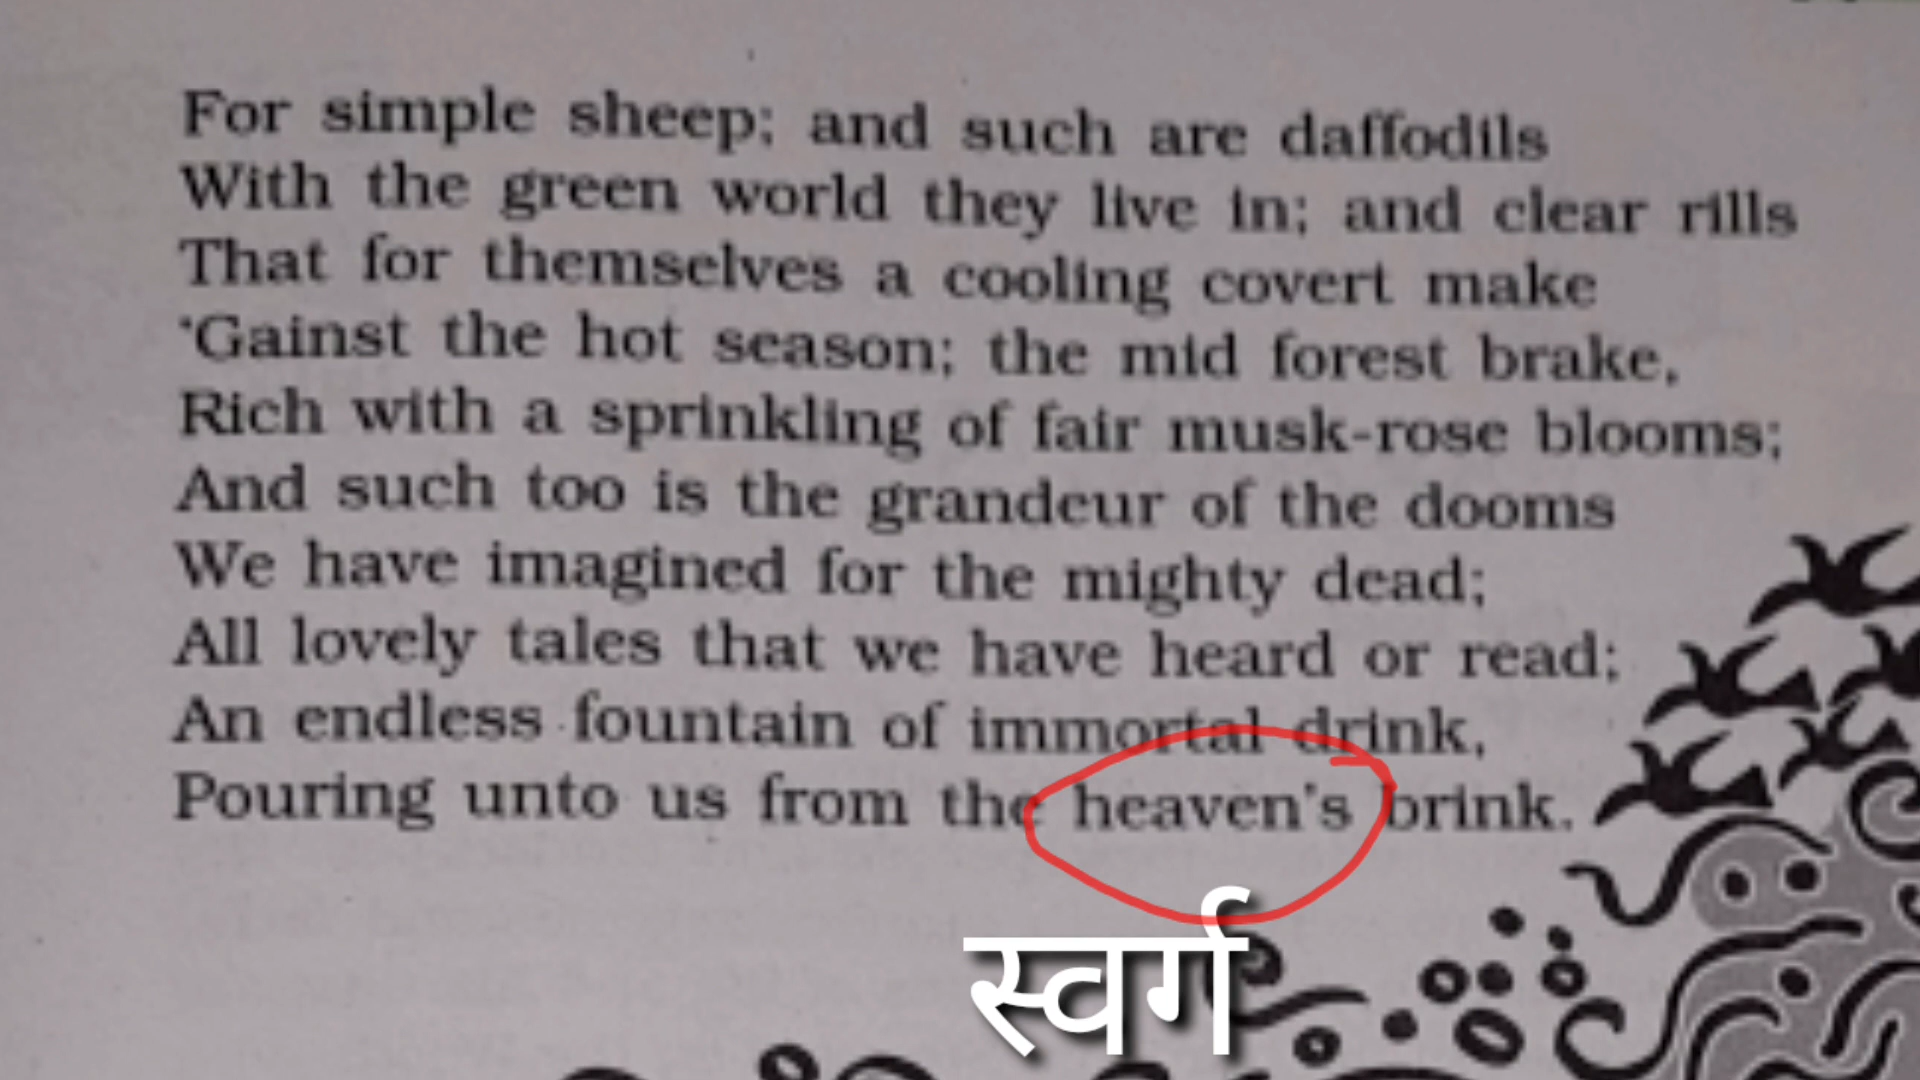 For simple sheep; and such are daffodils
With the green world they live in; and clear rills
That for themselves a cooling covert make
'Gainst the hot season; the mid forest brake,
Rich with a sprinkling of fair musk-rose blooms;
And such too is the grandeur of the dooms
We have imagined for the mighty dead;
All lovely tales that we have heard or read;
An endless fountain of immortal drink,
Pouring unto us from the heaven's brink.
स्वर्ग